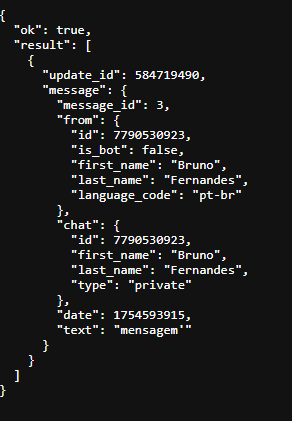 {
  "ok": true,
  "result": [
    {
      "update_id": 584719490,
      "message": {
        "message_id": 3,
        "from": {
          "id": 7790530923,
          "is_bot": false,
          "first_name": "Bruno",
          "last_name": "Fernandes",
          "language_code": "pt-br"
        },
        "chat": {
          "id": 7790530923,
          "first_name": "Bruno",
          "last_name": "Fernandes",
          "type": "private"
        },
        "date": 1754593915,
        "text": "mensagem'"
      }
    }
  ]
}